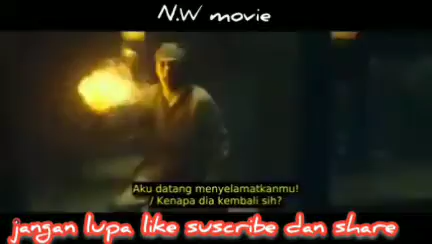 N.W movie
Aku datang menyelamatkanmu!
/ Kenapa dia kembali sih?
jangan lupa like suscribe dan share